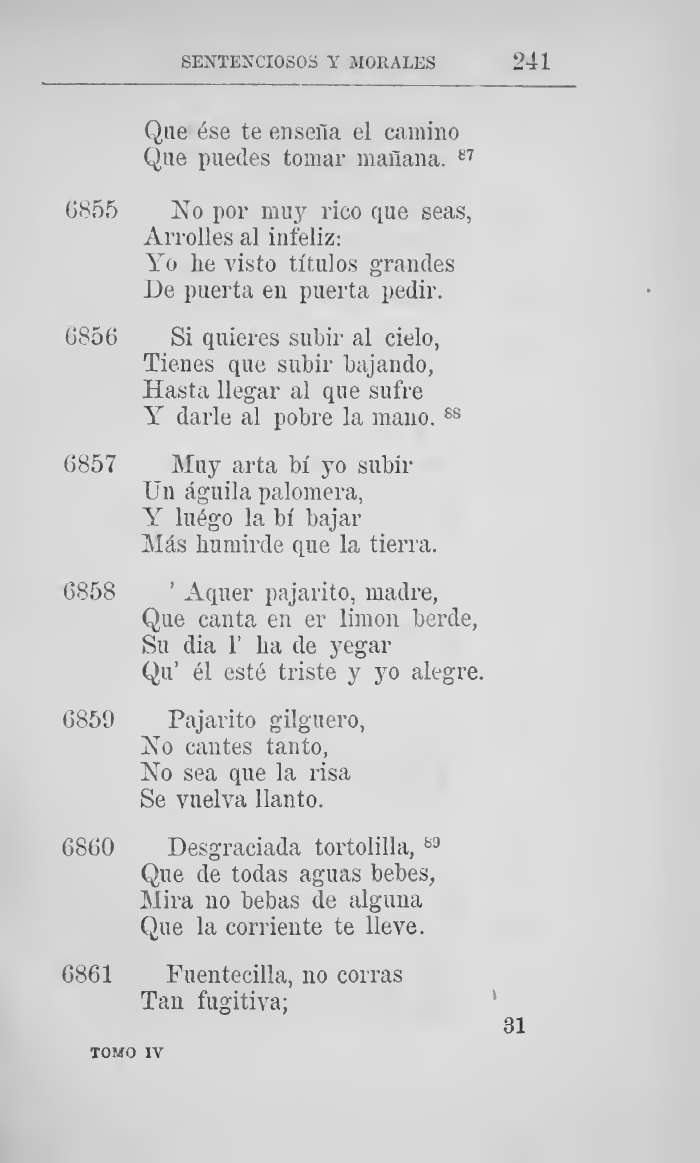 SENTENCIOSOS Y MORALES 241
Que ése te enseña el camino
Que puedes tomar mañana. 87
6855 No por muy rico que seas,
Arrolles al infeliz:
Yo he visto títulos grandes
De puerta en puerta pedir.
6856 Si quieres subir al cielo,
Tienes que subir bajando,
Hasta llegar al que sufre
Y darle al pobre la mano. 88
6857 Muy arta bí yo subir
Un águila palomera,
Y luégo la bí bajar
Más humirde que la tierra.
6858 ' Aquer pajarito, madre,
Que canta en er limon berde,
Su dia l' ha de yegar
Qu' él esté triste y yo alegre.
6859 Pajarito gilguero,
No cantes tanto,
No sea que la risa
Se vuelva llanto.
6860 Desgraciada tortolilla, 89
Que de todas aguas bebes,
Mira no bebas de alguna
Que la corriente te lleve.
6861 Fuentecilla, no corras
Tan fugitiva;
31
TOMO IV